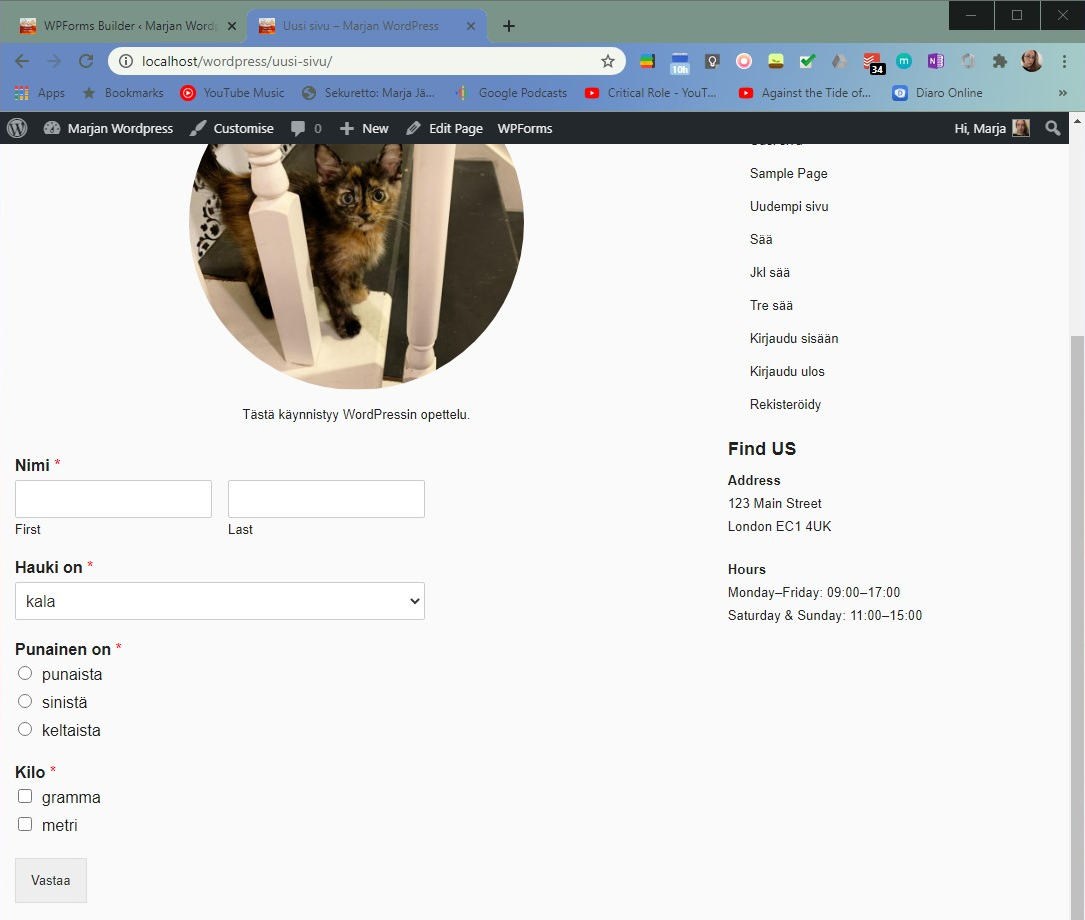 WPForms Builder ‹ Marjan Wordp
Uusi sivu – Marjan WordPress
localhost/wordpress/uusi-sivu/
10h
34
m
N
Apps
Bookmarks
YouTube Music
Sekuretto: Marja Jä...
Google Podcasts
Critical Role - YouT...
Against the Tide of...
Diaro Online
»
Marjan Wordpress
Customise
0
New
Edit Page
WPForms
Hi, Marja
Sample Page
Uudempi sivu
Sää
Jkl sää
Tre sää
Kirjaudu sisään
Kirjaudu ulos
Rekisteröidy
Find US
Address
123 Main Street
London EC1 4UK
Hours
Monday–Friday: 09:00–17:00
Saturday & Sunday: 11:00–15:00
Tästä käynnistyy WordPressin opettelu.
Nimi *
First
Last
Hauki on *
kala
Punainen on *
punaista
sinistä
keltaista
Kilo *
gramma
metri
Vastaa